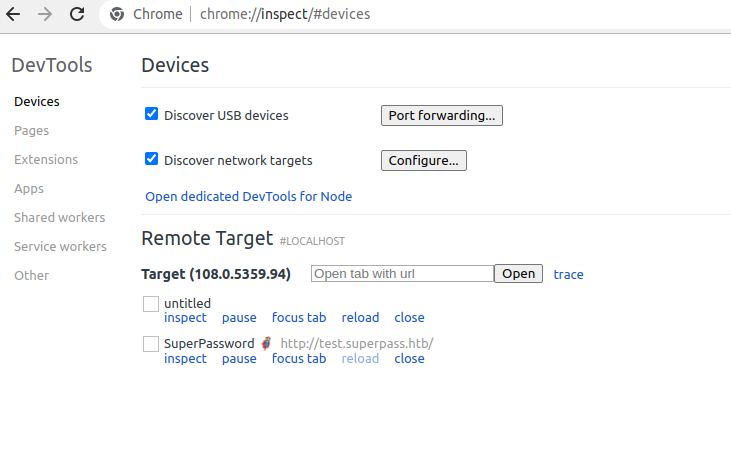 Chrome chrome://inspect/#devices
DevTools
Devices
Pages
Extensions
Apps
Shared workers
Service workers
Other
Devices
Discover USB devices Port forwarding...
Discover network targets Configure...
Open dedicated DevTools for Node
Remote Target #LOCALHOST
Target (108.0.5359.94) Open tab with url Open trace
untitled
inspect pause focus tab reload close
SuperPassword 🦸 http://test.superpass.htb/
inspect pause focus tab reload close